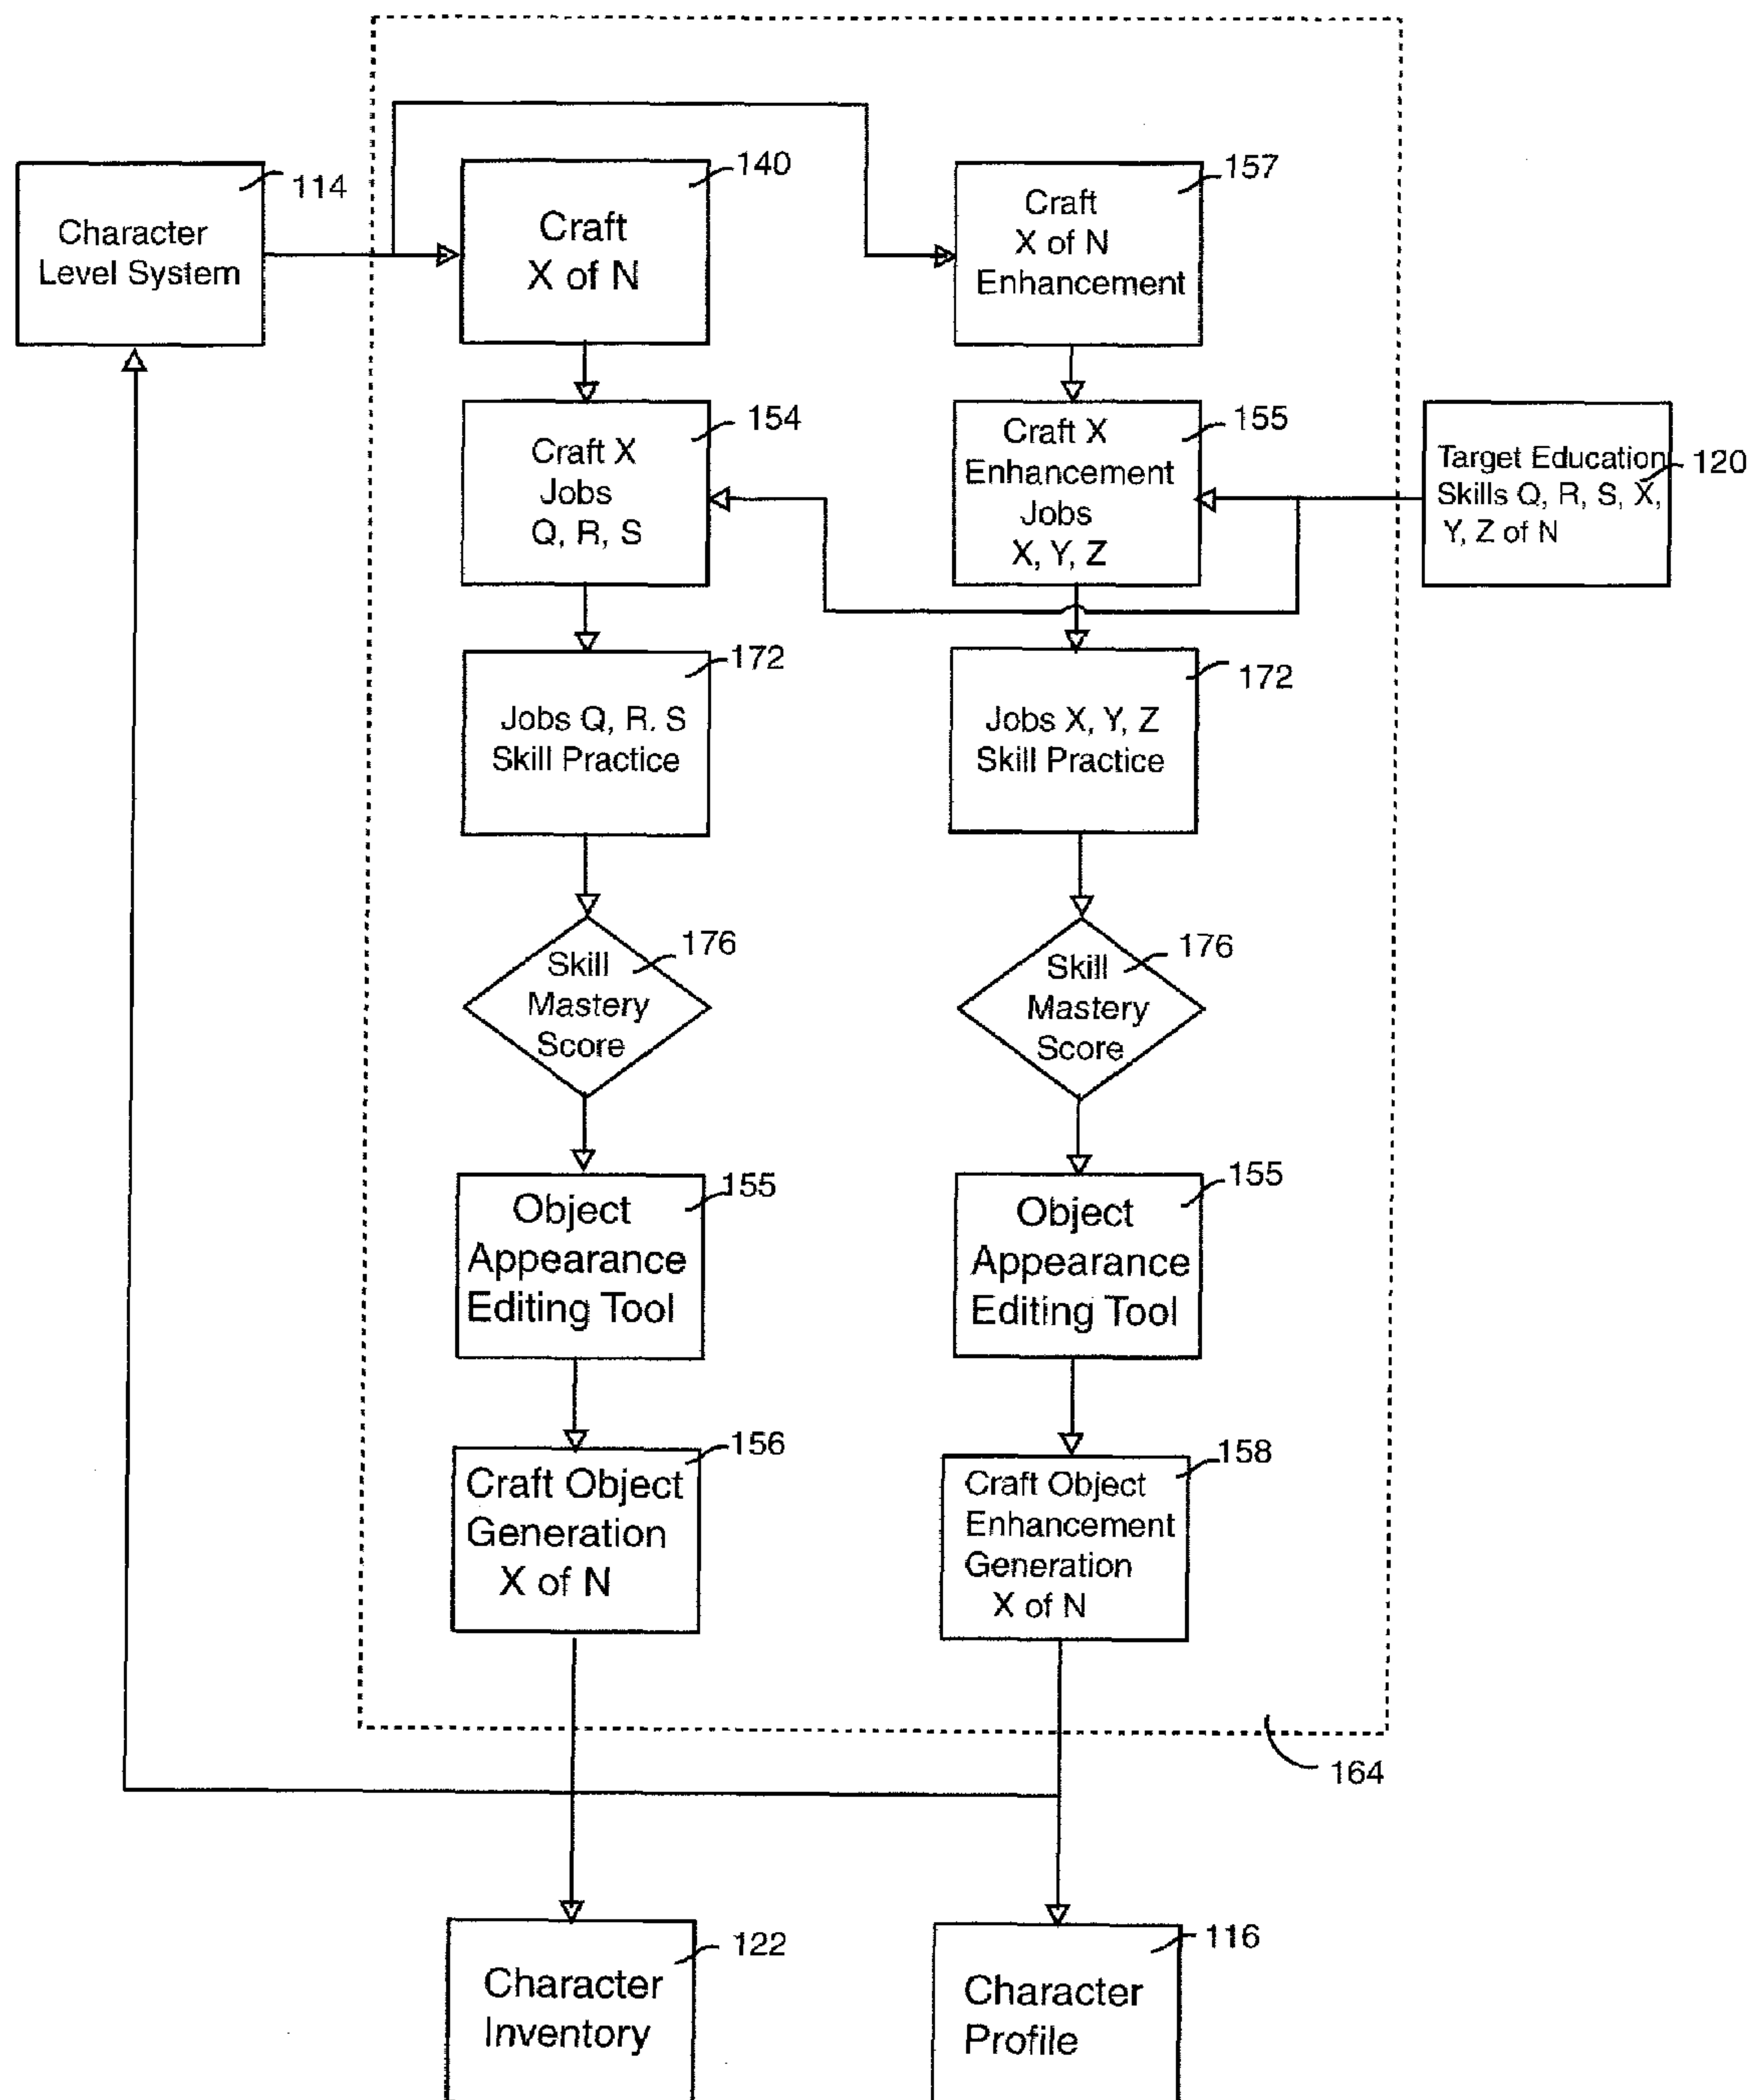 114
Character
Level System
140
Craft
X of N
157
Craft
X of N
Enhancement
154
Craft X
Jobs
Q, R, S
155
Craft X
Enhancement
Jobs
X, Y, Z
120
Target Education
Skills Q, R, S, X,
Y, Z of N
172
Jobs Q, R. S
Skill Practice
172
Jobs X, Y, Z
Skill Practice
176
Skill
Mastery
Score
176
Skill
Mastery
Score
155
Object
Appearance
Editing Tool
155
Object
Appearance
Editing Tool
156
Craft Object
Generation
X of N
158
Craft Object
Enhancement
Generation
X of N
164
122
Character
Inventory
116
Character
Profile